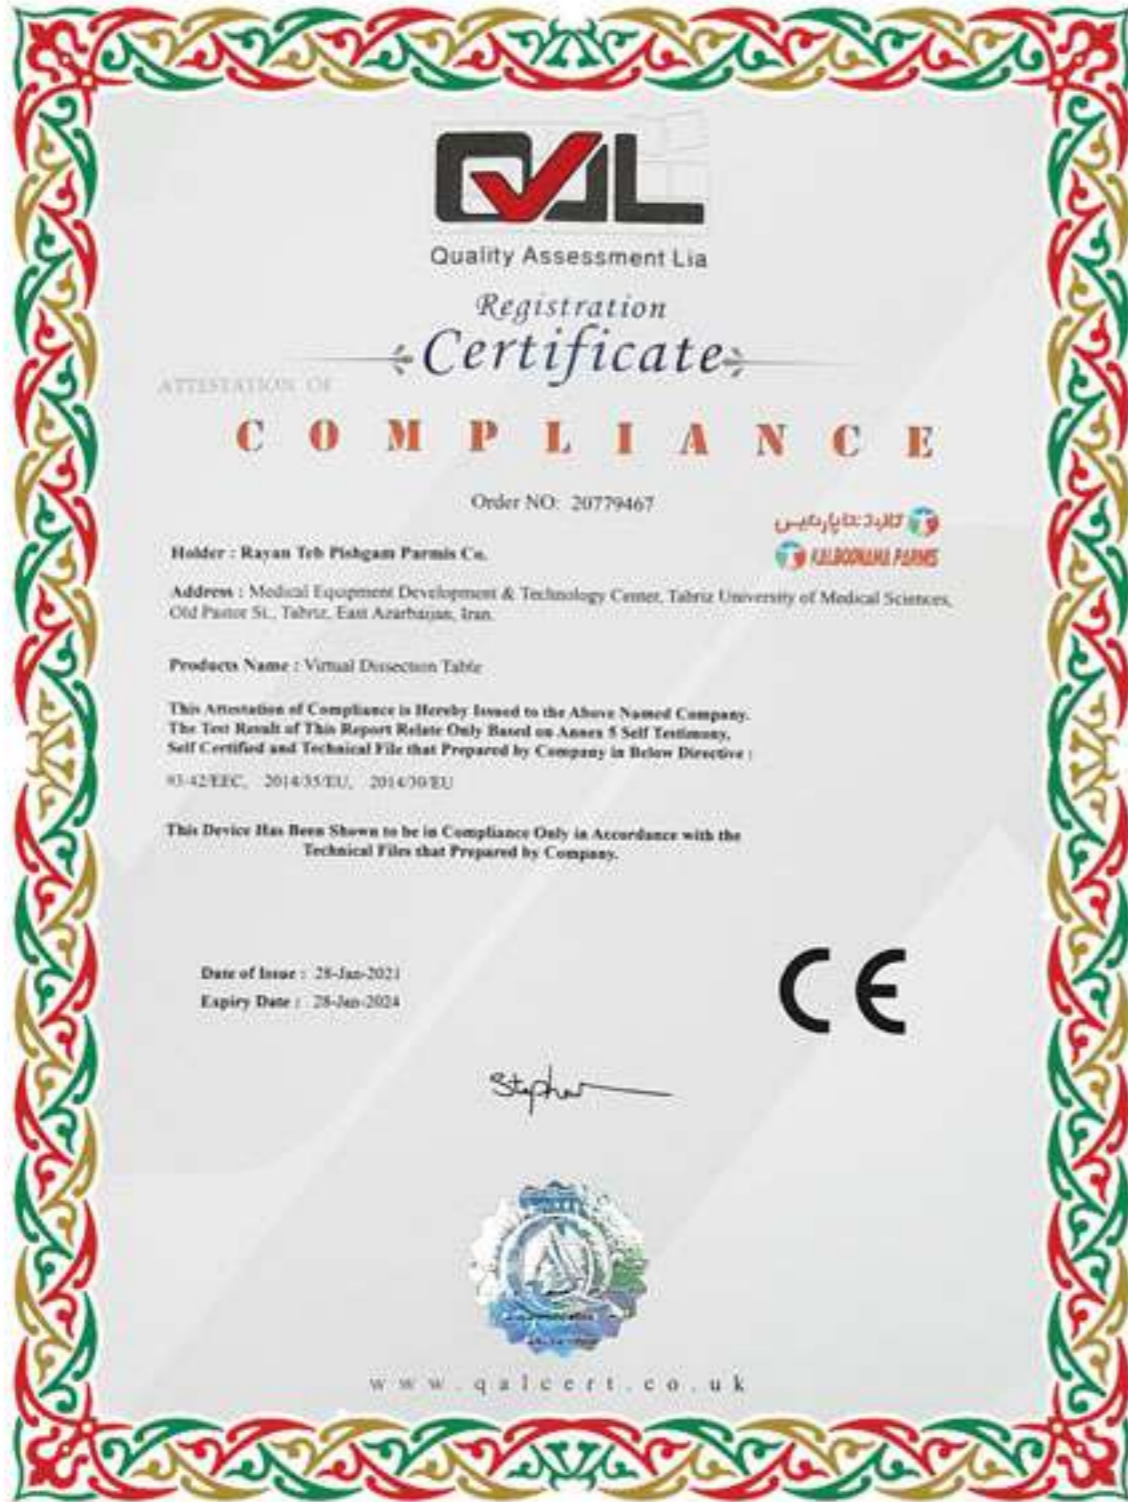 QAL
Quality Assessment Lia
Registration
Certificate
ATTESTATION OF
COMPLIANCE
Order NO: 20779467
کالبدنما پارمیس
KALBODNAMA PARMIS
Holder : Rayan Teb Pishgam Parmis Co.
Address : Medical Equipment Development & Technology Center, Tabriz University of Medical Sciences,
Old Pastor St., Tabriz, East Azarbaijan, Iran.
Products Name : Virtual Dissection Table
This Attestation of Compliance is Hereby Issued to the Above Named Company.
The Test Result of This Report Relate Only Based on Annex 5 Self Testimony,
Self Certified and Technical File that Prepared by Company in Below Directive :
93-42/EEC, 2014/35/EU, 2014/30/EU
This Device Has Been Shown to be in Compliance Only in Accordance with the
Technical Files that Prepared by Company.
Date of Issue : 28-Jan-2021
Expiry Date : 28-Jan-2024
CE
Stephen
www.qalcert.co.uk